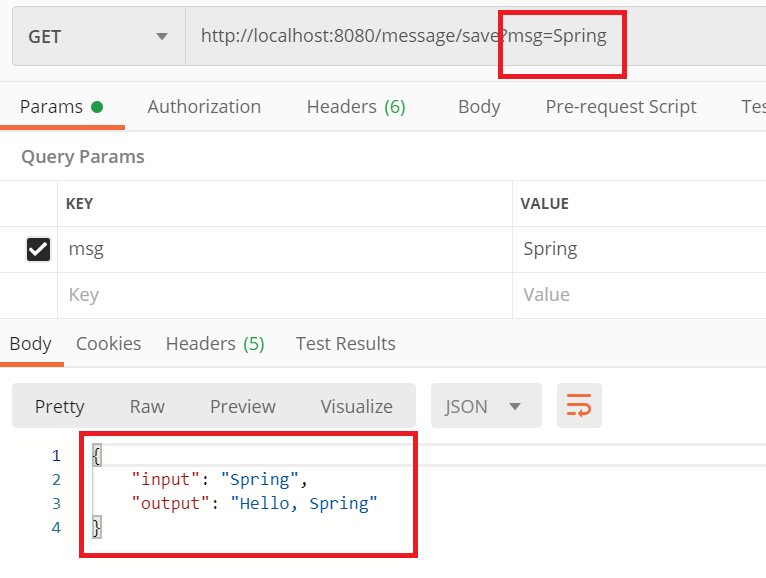 GET http://localhost:8080/message/save?msg=Spring
Params Authorization Headers (6) Body Pre-request Script Tes
Query Params
KEY VALUE
msg Spring
Key Value
Body Cookies Headers (5) Test Results
Pretty Raw Preview Visualize JSON
1 {
2 "input": "Spring",
3 "output": "Hello, Spring"
4 }